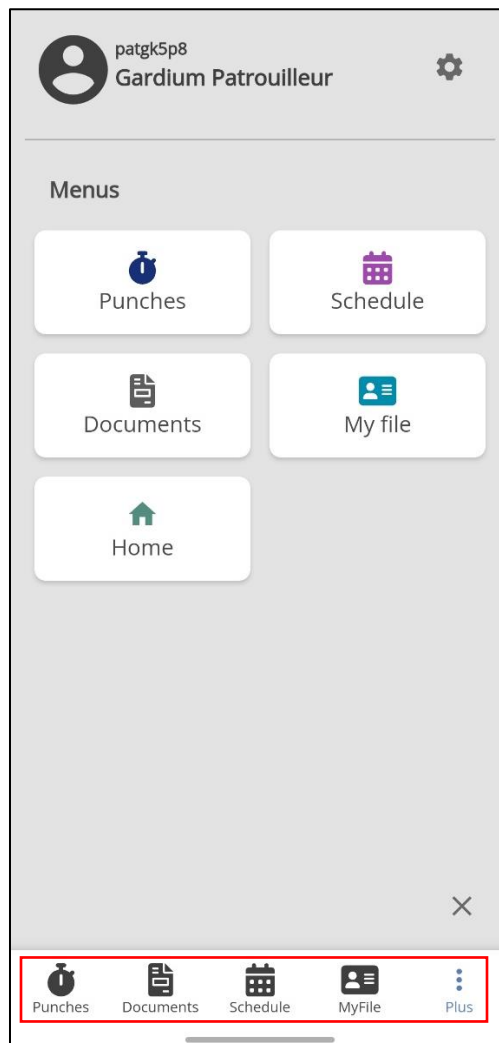 patgk5p8
Gardium Patrouilleur
Menus
Punches
Schedule
Documents
My file
Home
Punches Documents Schedule MyFile Plus